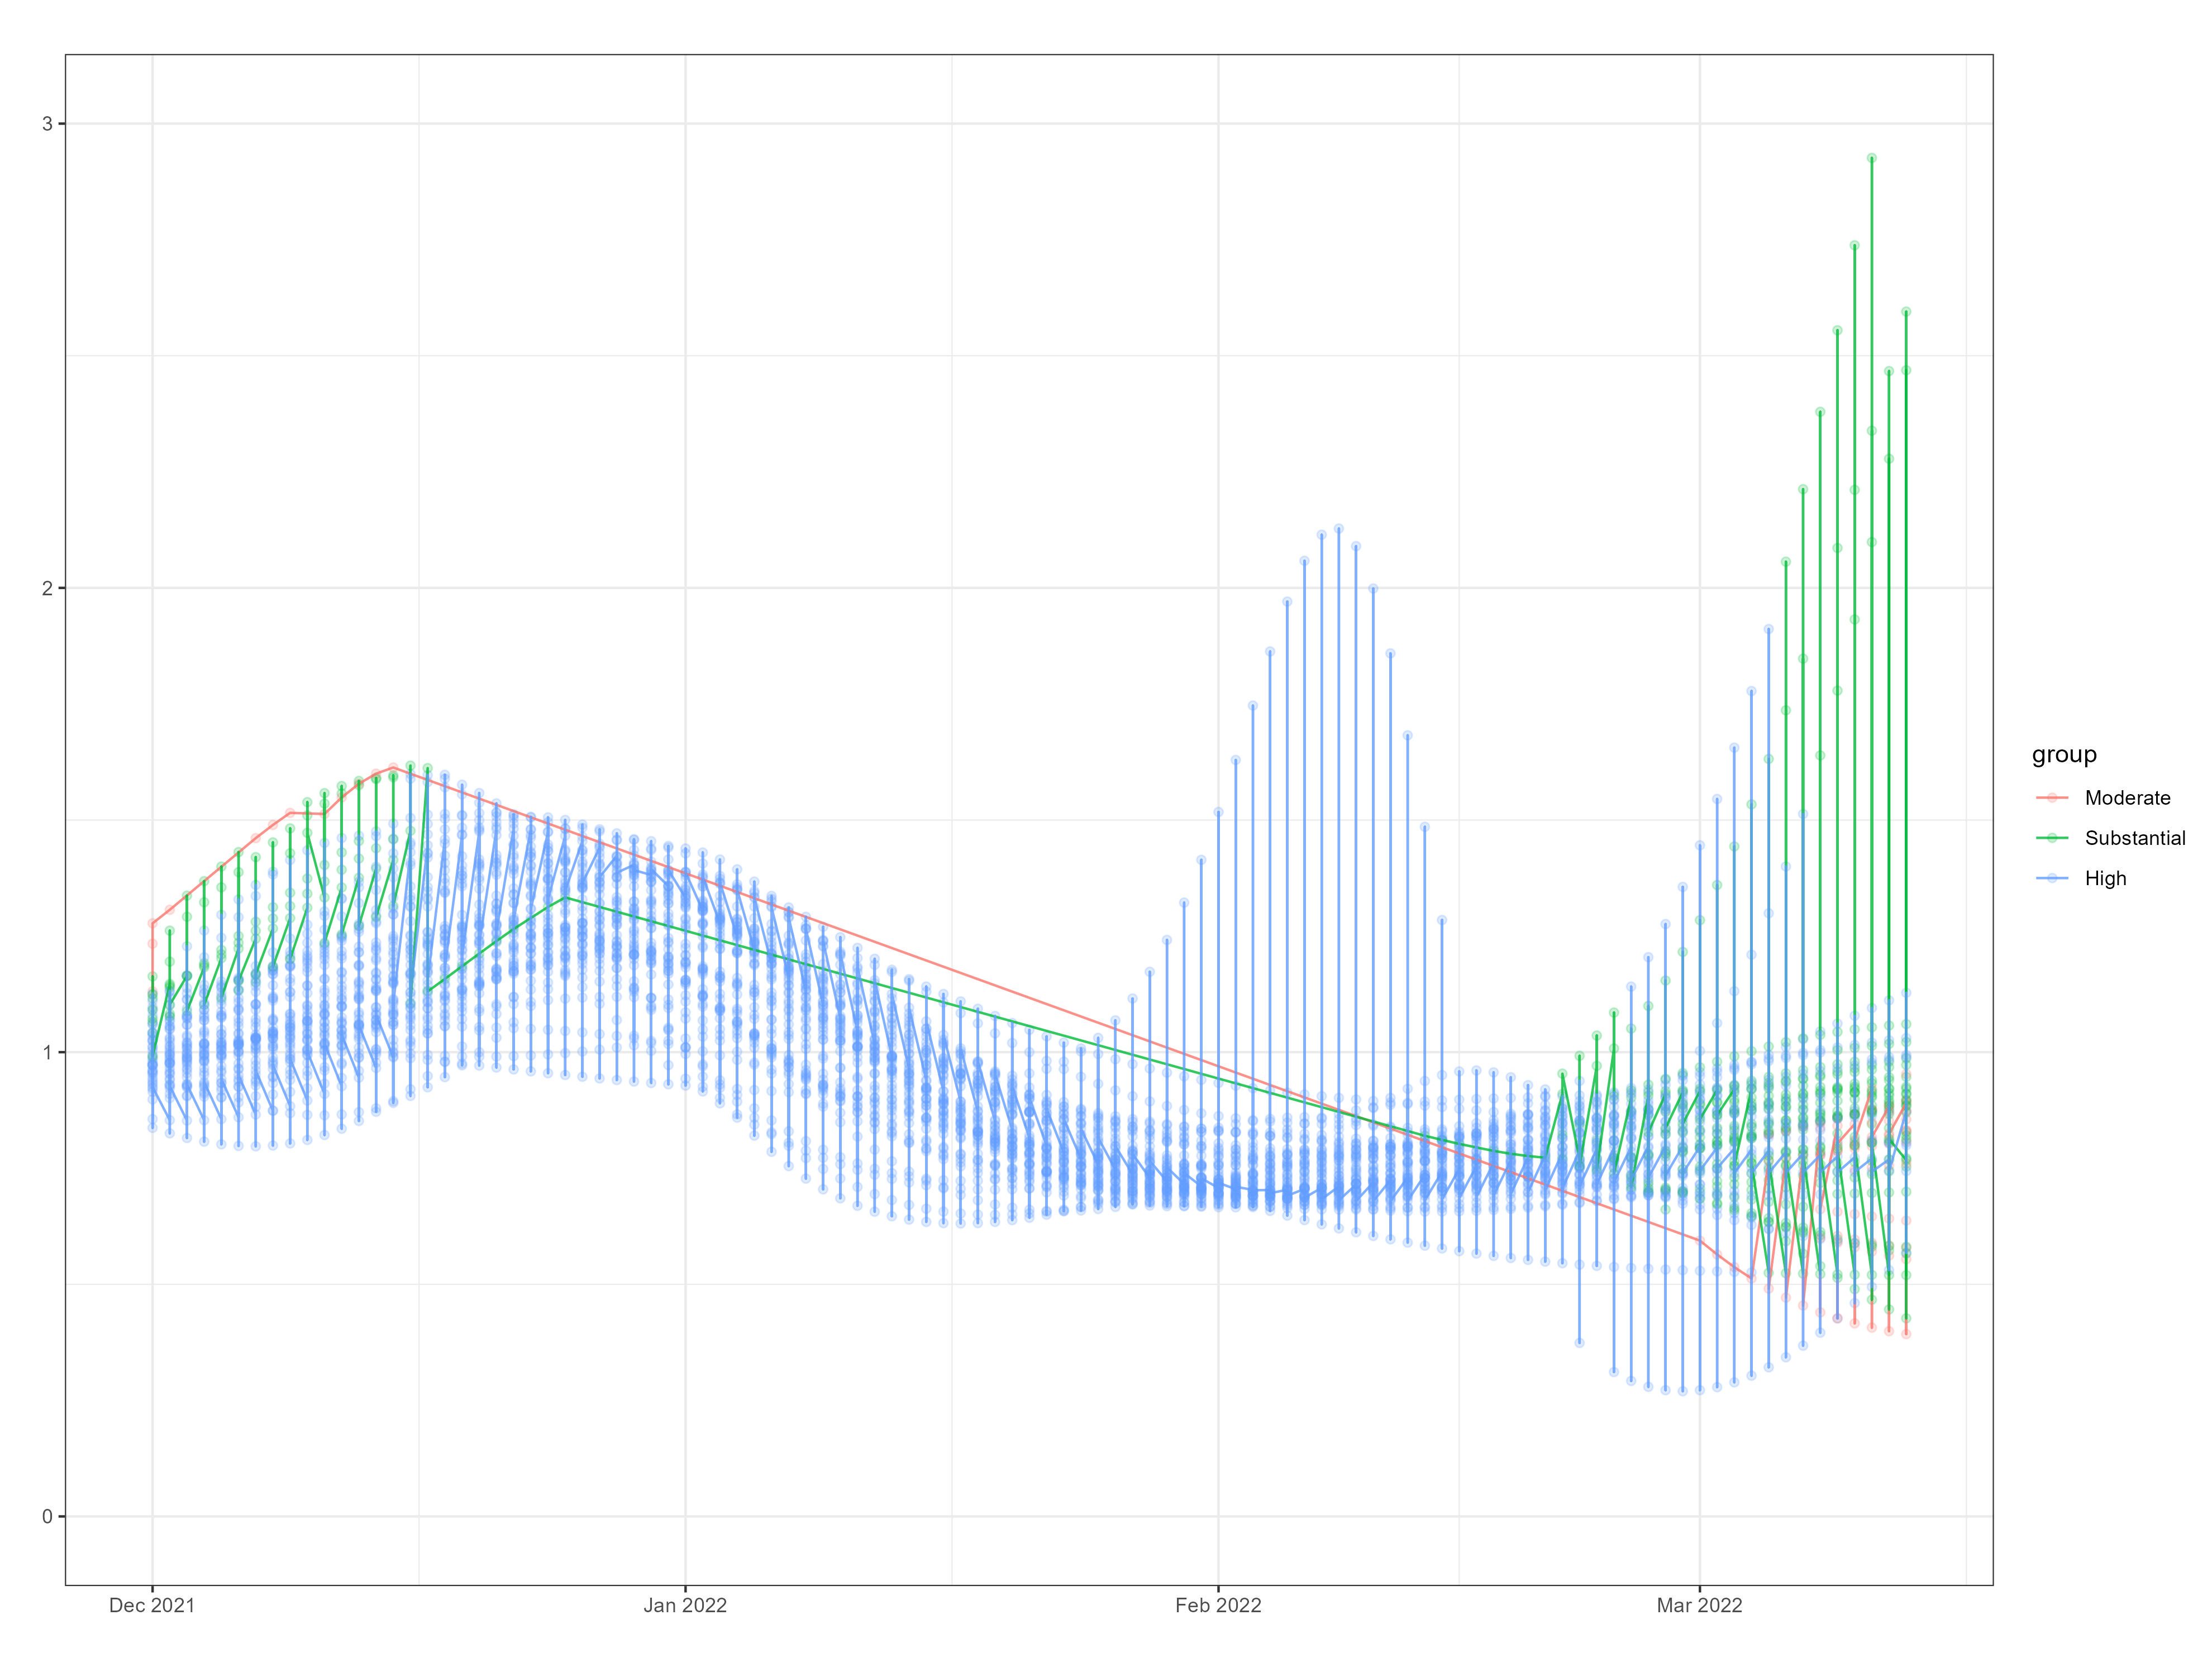 3
2
1
0
Dec 2021
Jan 2022
Feb 2022
Mar 2022
group
Moderate
Substantial
High